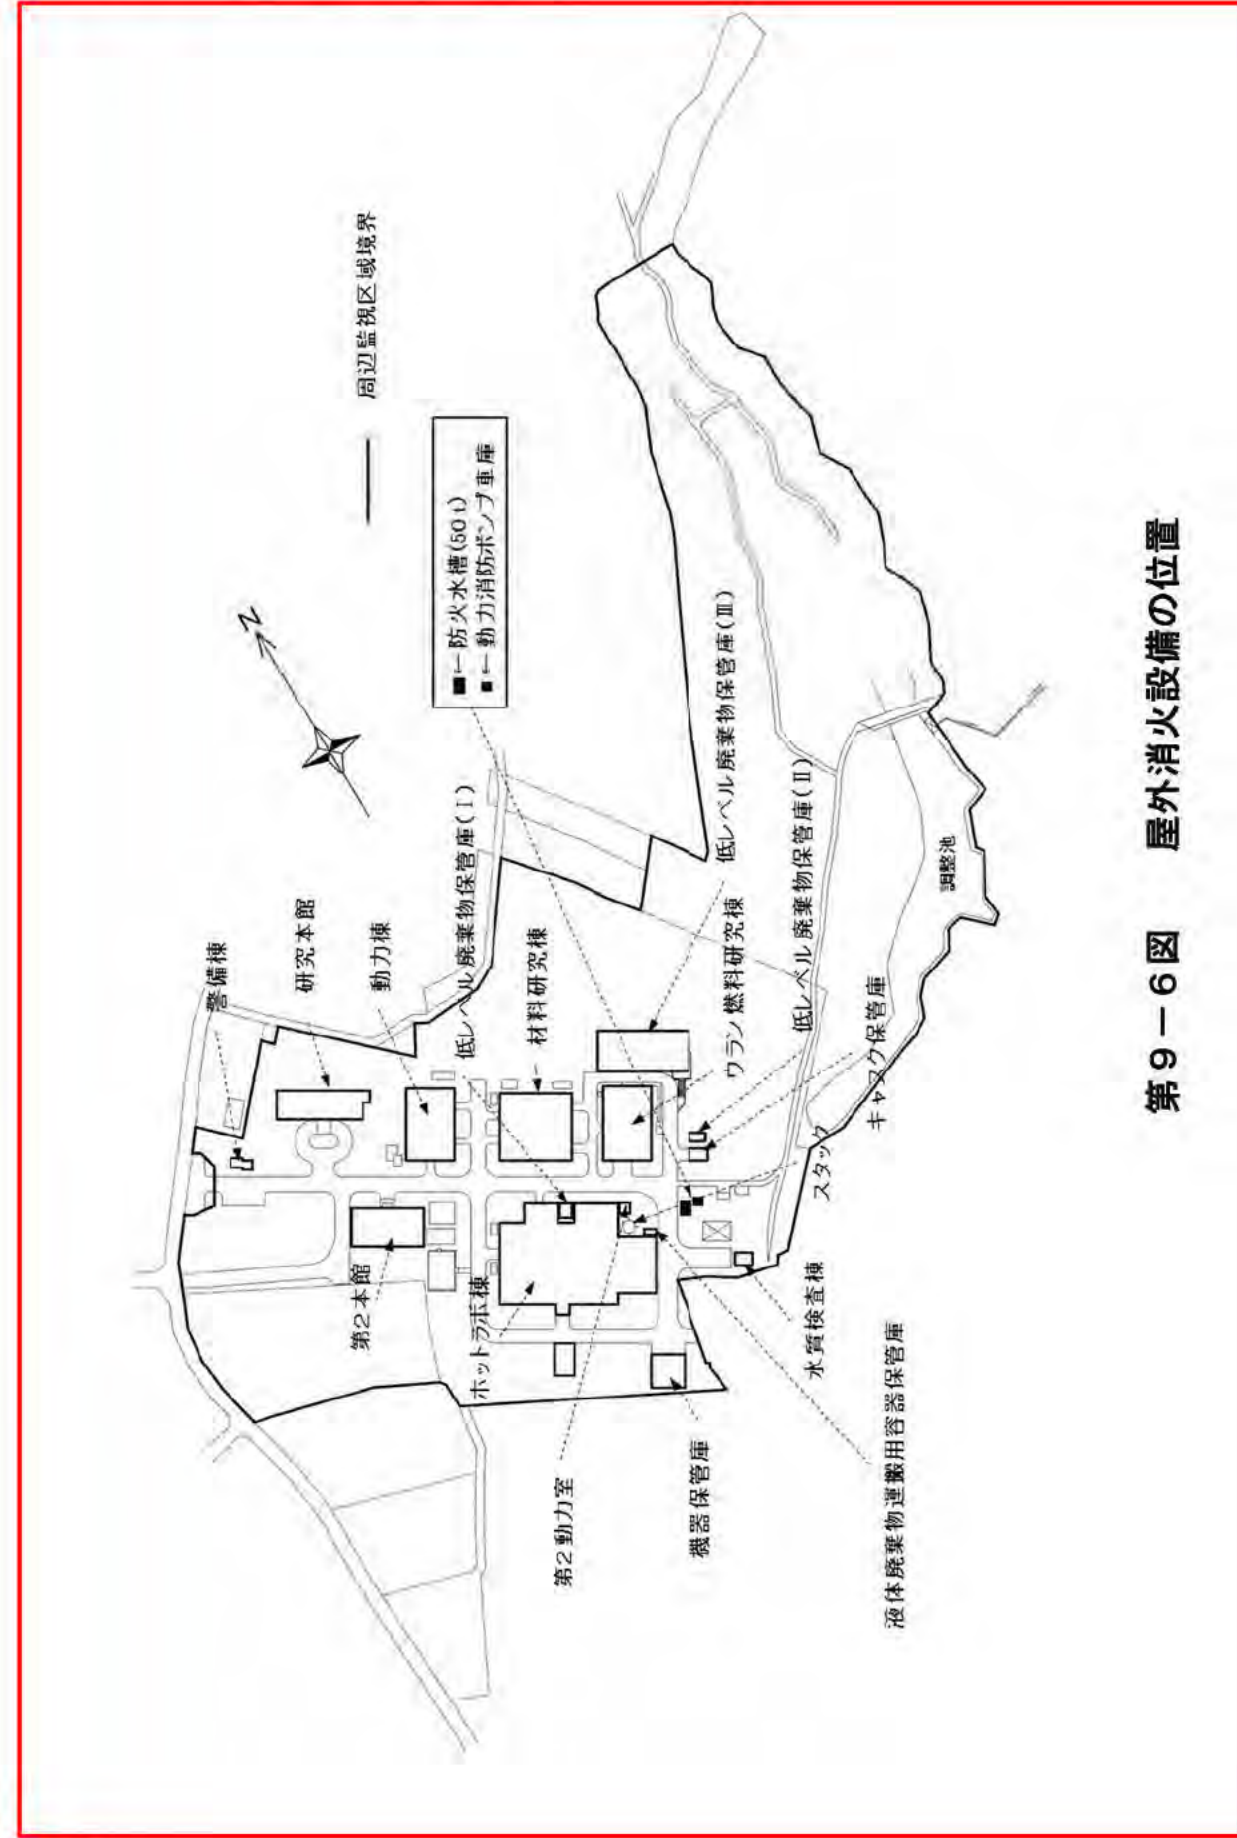 周辺監視区域境界
N
■←防火水槽(50t)
■←動力消防ポンプ車庫
警備棟
研究本館
動力棟
低レベル廃棄物保管庫(Ⅰ)
材料研究棟
低レベル廃棄物保管庫(Ⅲ)
ウラン燃料研究棟
低レベル廃棄物保管庫(Ⅱ)
キャスク保管庫
スタック
調整池
第2本館
ホットラボ棟
第2動力室
機器保管庫
水質検査棟
液体廃棄物運搬用容器保管庫
第9－6図 屋外消火設備の位置